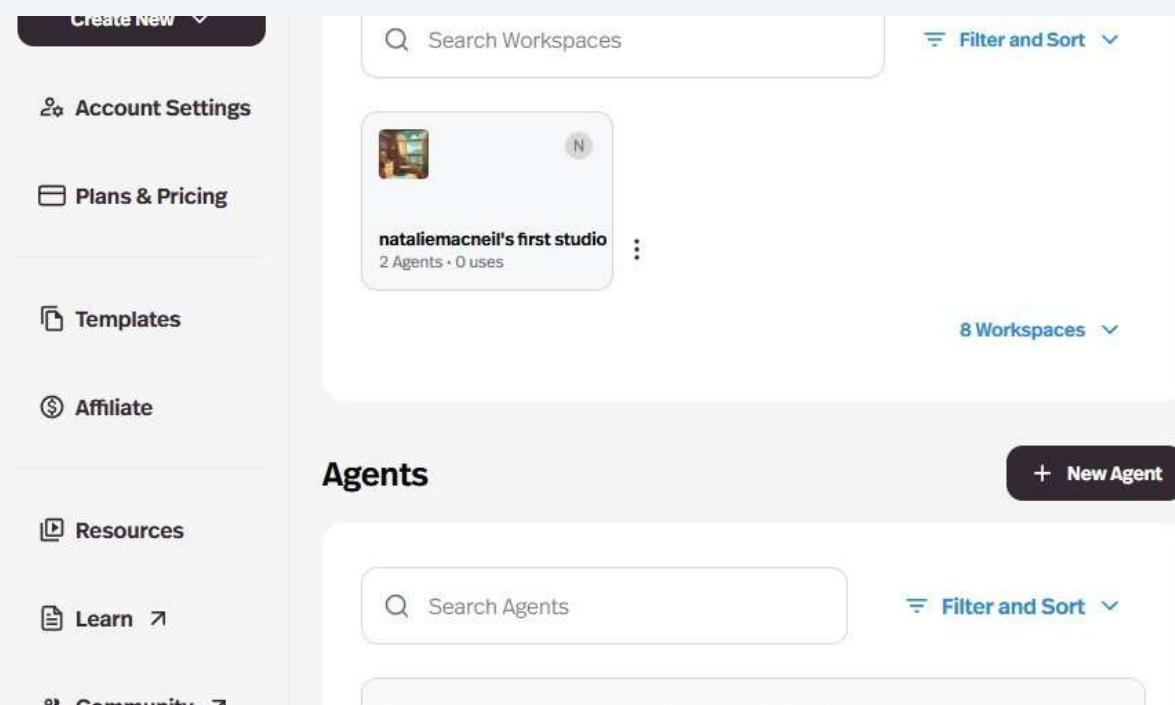 Create New
Search Workspaces
Filter and Sort
Account Settings
N
Plans & Pricing
nataliemacneil's first studio
2 Agents • 0 uses
Templates
8 Workspaces
Affiliate
Agents
+ New Agent
Resources
Search Agents
Filter and Sort
Learn
Community